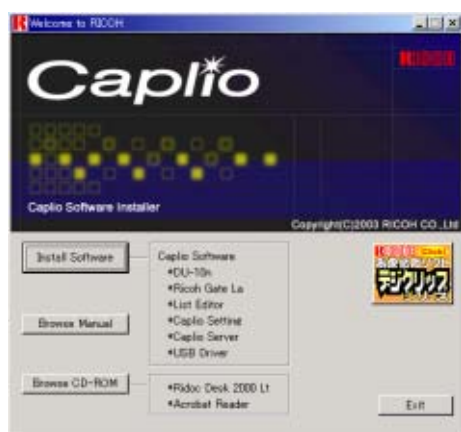 Welcome to RICOH
RICOH
Caplio
Caplio Software Installer
Copyright(C)2003 RICOH CO.,Ltd
Install Software
Caplio Software
*DU-10n
*Ricoh Gate La
*List Editor
*Caplio Setting
*Caplio Server
*USB Driver
デジクリップ
Browse Manual
Browse CD-ROM
*Ridoc Desk 2000 Lt
*Acrobat Reader
Exit